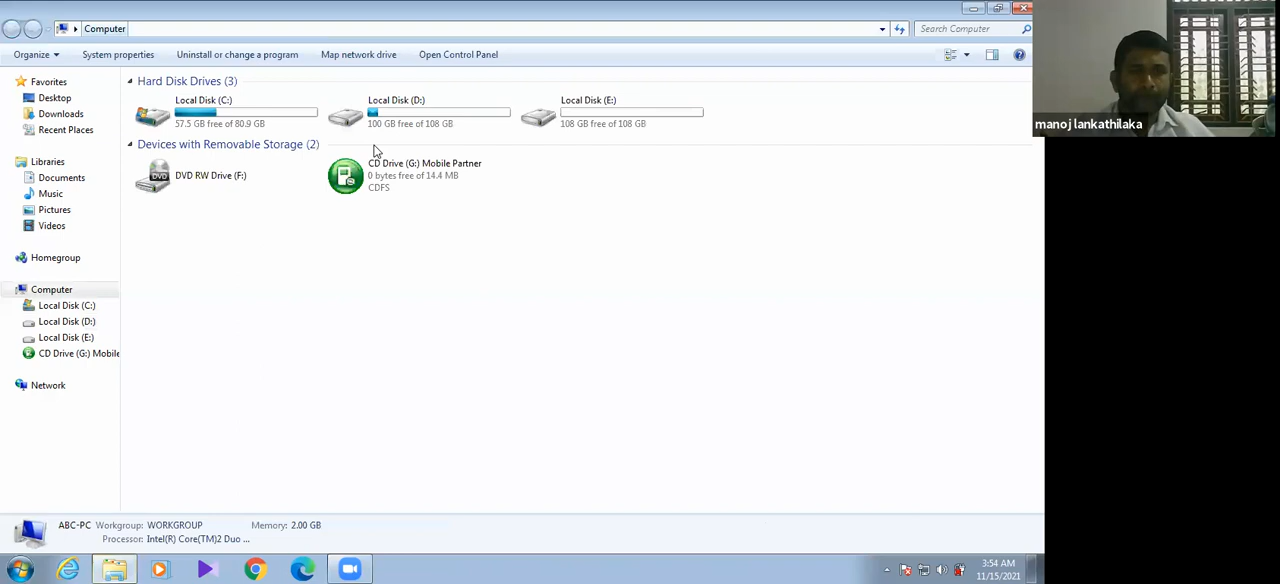 Computer
Search Computer
Organize
System properties
Uninstall or change a program
Map network drive
Open Control Panel
Favorites
Desktop
Downloads
Recent Places
Libraries
Documents
Music
Pictures
Videos
Homegroup
Computer
Local Disk (C:)
Local Disk (D:)
Local Disk (E:)
CD Drive (G:) Mobile
Network
Hard Disk Drives (3)
Local Disk (C:)
57.5 GB free of 80.9 GB
Local Disk (D:)
100 GB free of 108 GB
Local Disk (E:)
108 GB free of 108 GB
Devices with Removable Storage (2)
DVD
DVD RW Drive (F:)
CD Drive (G:) Mobile Partner
0 bytes free of 14.4 MB
CDFS
manoj lankathilaka
ABC-PC Workgroup: WORKGROUP Memory: 2.00 GB
Processor: Intel(R) Core(TM)2 Duo ...
3:54 AM
11/15/2021